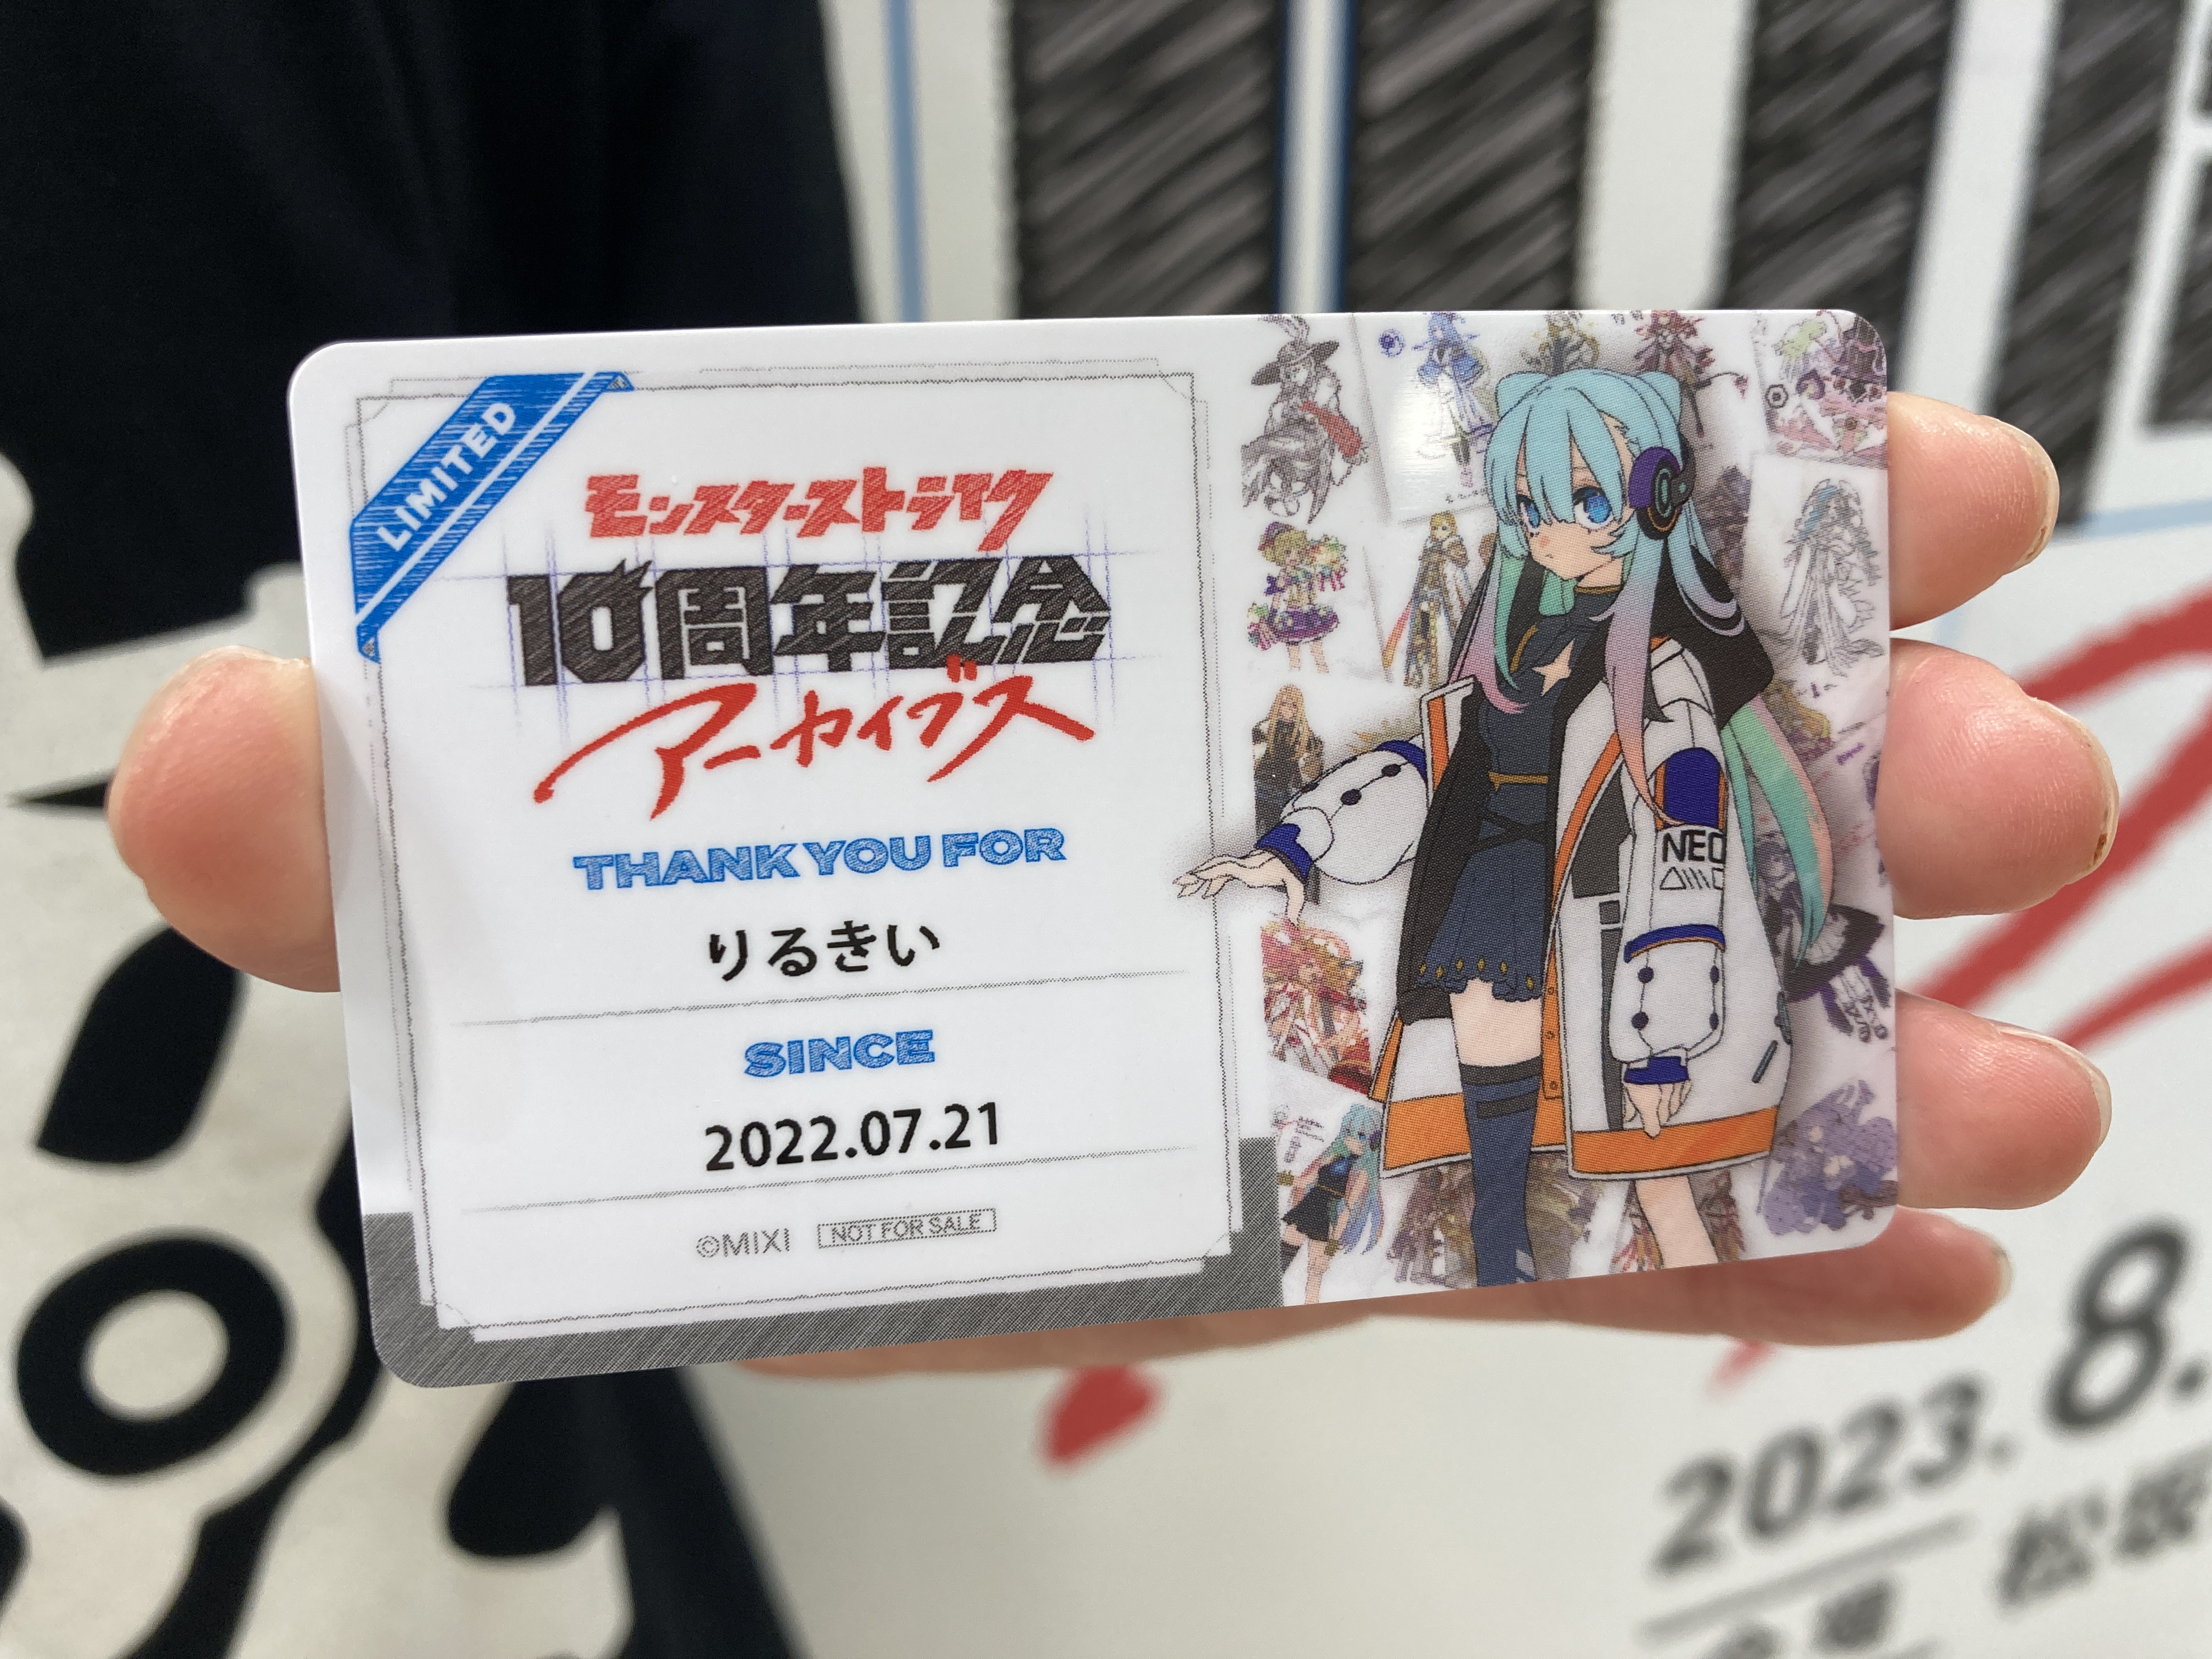 LIMITED
モンスターストライク
10周年記念
アーカイブス
THANK YOU FOR
りるきい
SINCE
2022.07.21
©MIXI NOT FOR SALE
NEO
2023. 8.